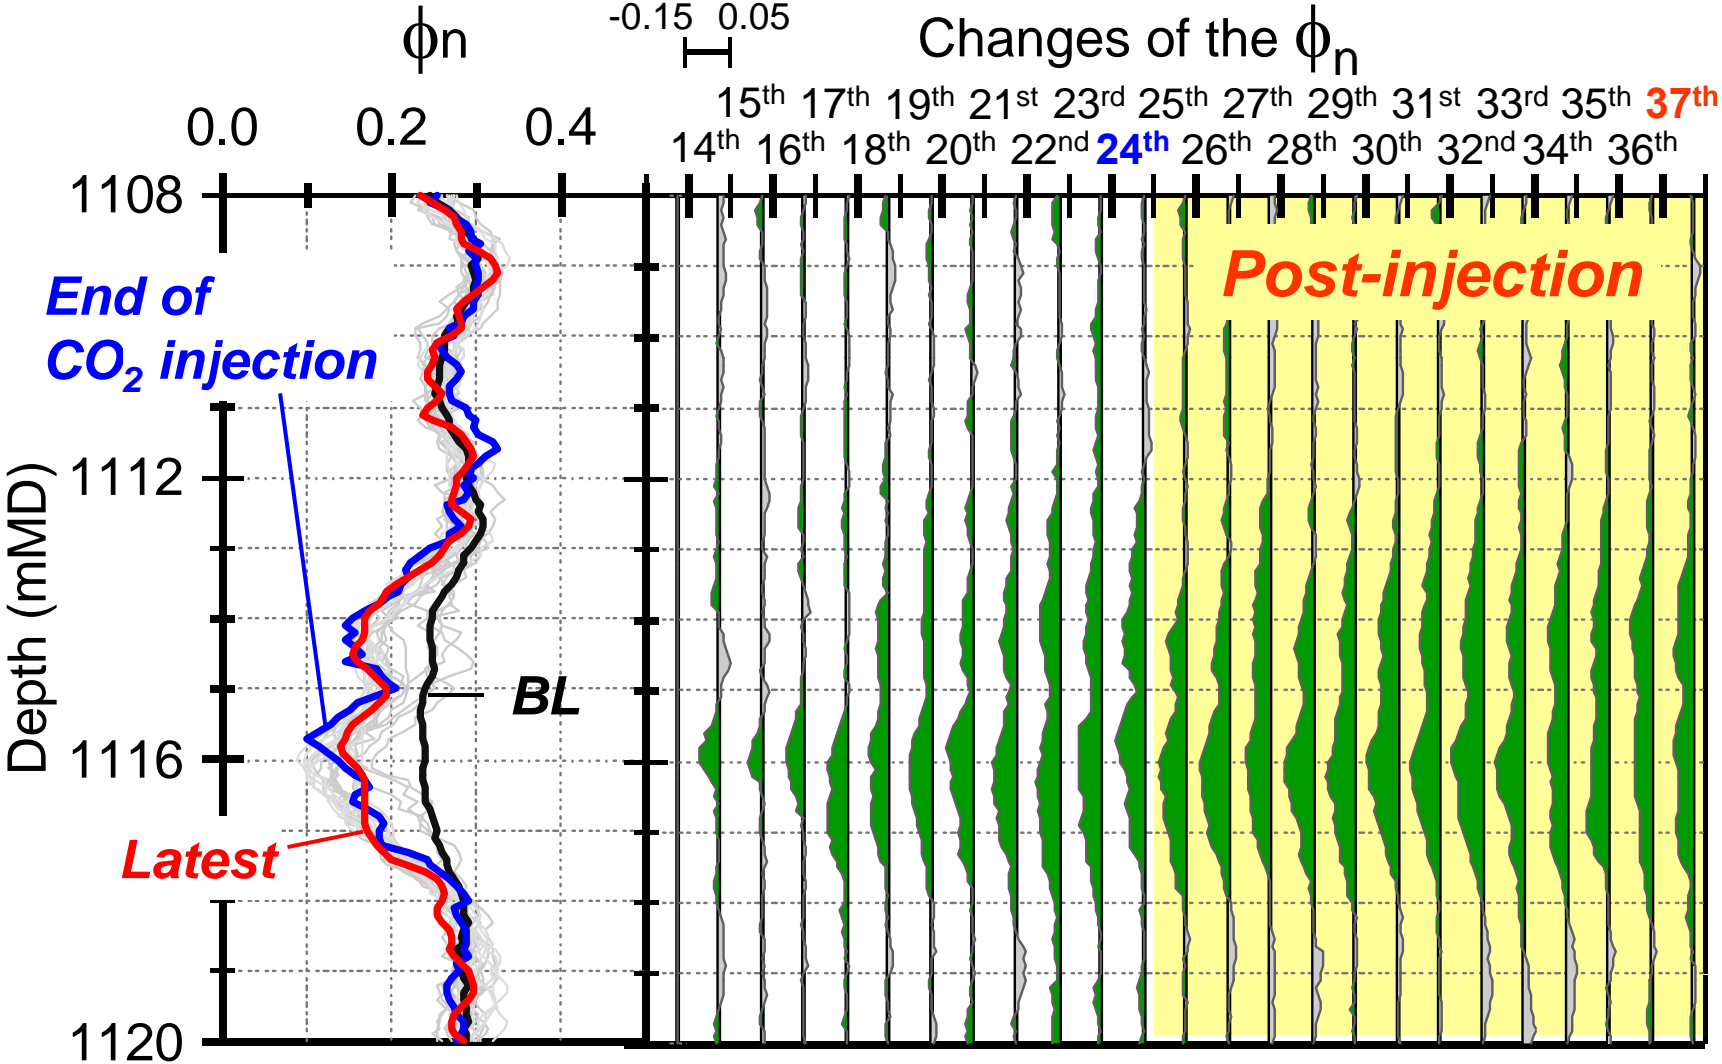 ϕn
-0.15 0.05
Changes of the ϕn
15th 17th 19th 21st 23rd 25th 27th 29th 31st 33rd 35th 37th
0.0 0.2 0.4
14th 16th 18th 20th 22nd 24th 26th 28th 30th 32nd 34th 36th
1108
Post-injection
End of
CO2 injection
1112
Depth (mMD)
BL
1116
Latest
1120